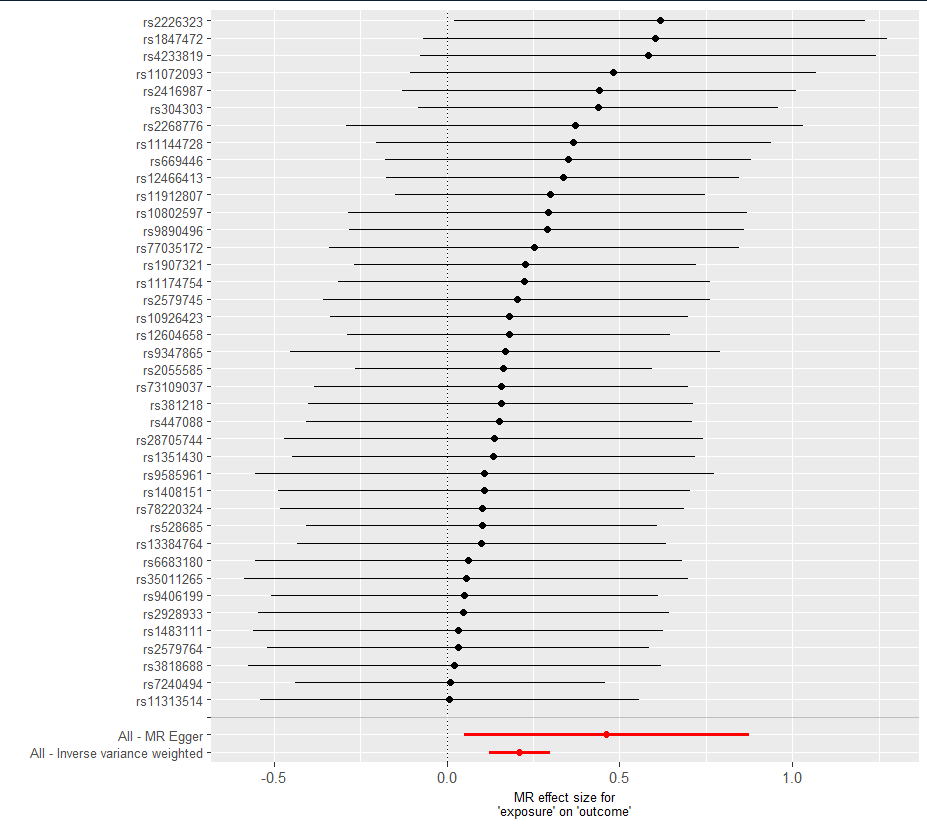 rs2226323
rs1847472
rs4233819
rs11072093
rs2416987
rs304303
rs2268776
rs11144728
rs669446
rs12466413
rs11912807
rs10802597
rs9890496
rs77035172
rs1907321
rs11174754
rs2579745
rs10926423
rs12604658
rs9347865
rs2055585
rs73109037
rs381218
rs447088
rs28705744
rs1351430
rs9585961
rs1408151
rs78220324
rs528685
rs13384764
rs6683180
rs35011265
rs9406199
rs2928933
rs1483111
rs2579764
rs3818688
rs7240494
rs11313514
All - MR Egger
All - Inverse variance weighted
-0.5 0.0 0.5 1.0
MR effect size for
'exposure' on 'outcome'